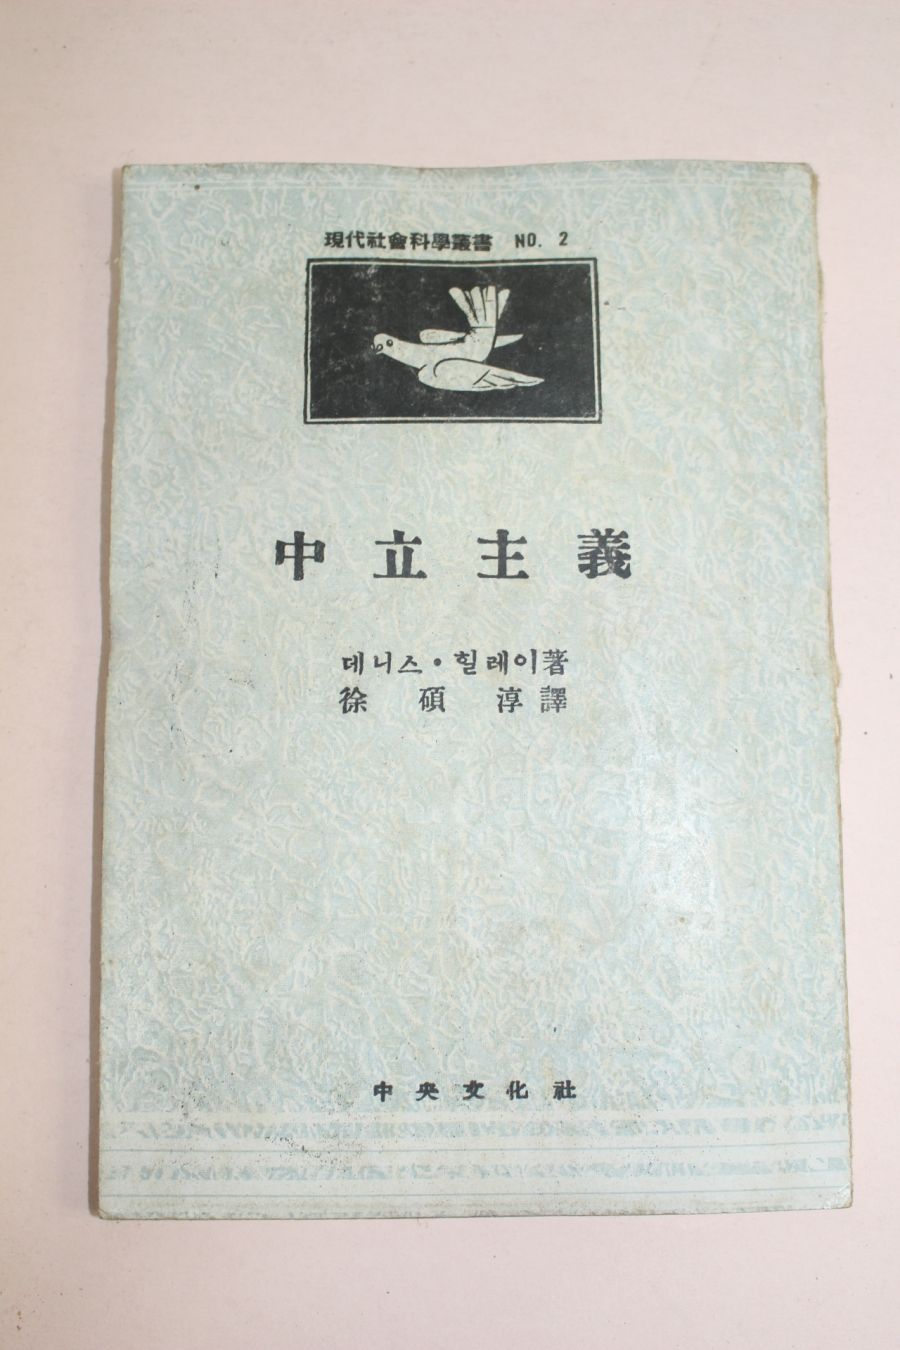 現代社會科學叢書 NO. 2
中立主義
데니스・힐레이著
徐碩淳譯
中央文化社